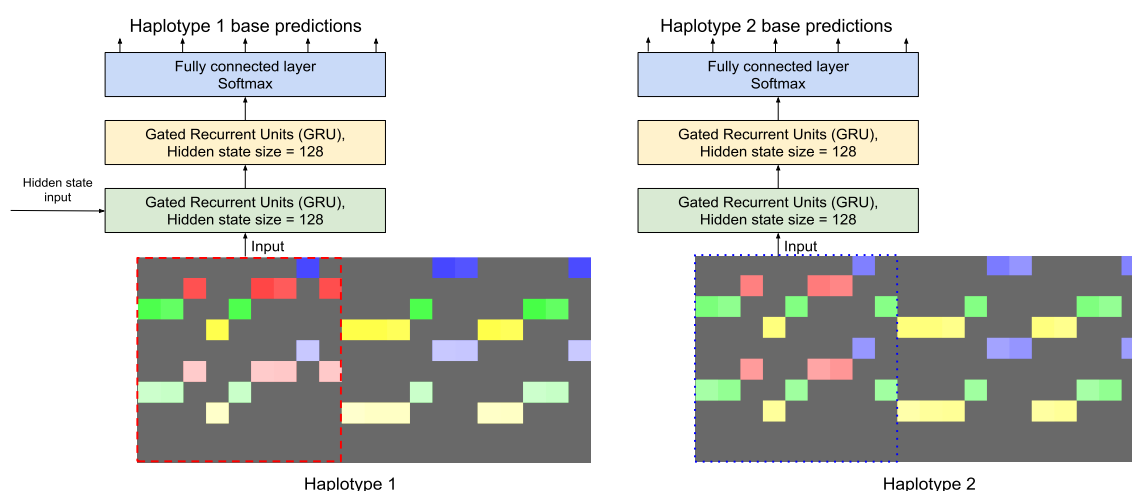 Haplotype 1 base predictions
Fully connected layer
Softmax
Gated Recurrent Units (GRU),
Hidden state size = 128
Hidden state
input
Gated Recurrent Units (GRU),
Hidden state size = 128
Input
Haplotype 1
Haplotype 2 base predictions
Fully connected layer
Softmax
Gated Recurrent Units (GRU),
Hidden state size = 128
Gated Recurrent Units (GRU),
Hidden state size = 128
Input
Haplotype 2